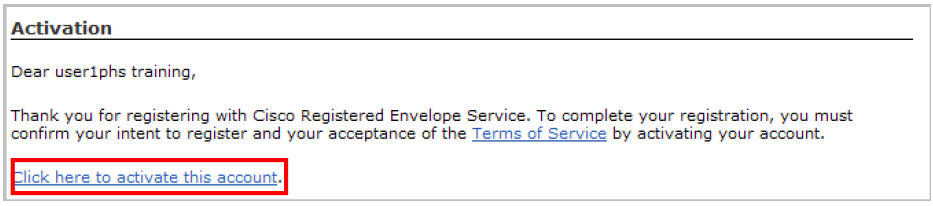 Activation
Dear user1phs training,
Thank you for registering with Cisco Registered Envelope Service. To complete your registration, you must
confirm your intent to register and your acceptance of the Terms of Service by activating your account.
Click here to activate this account.